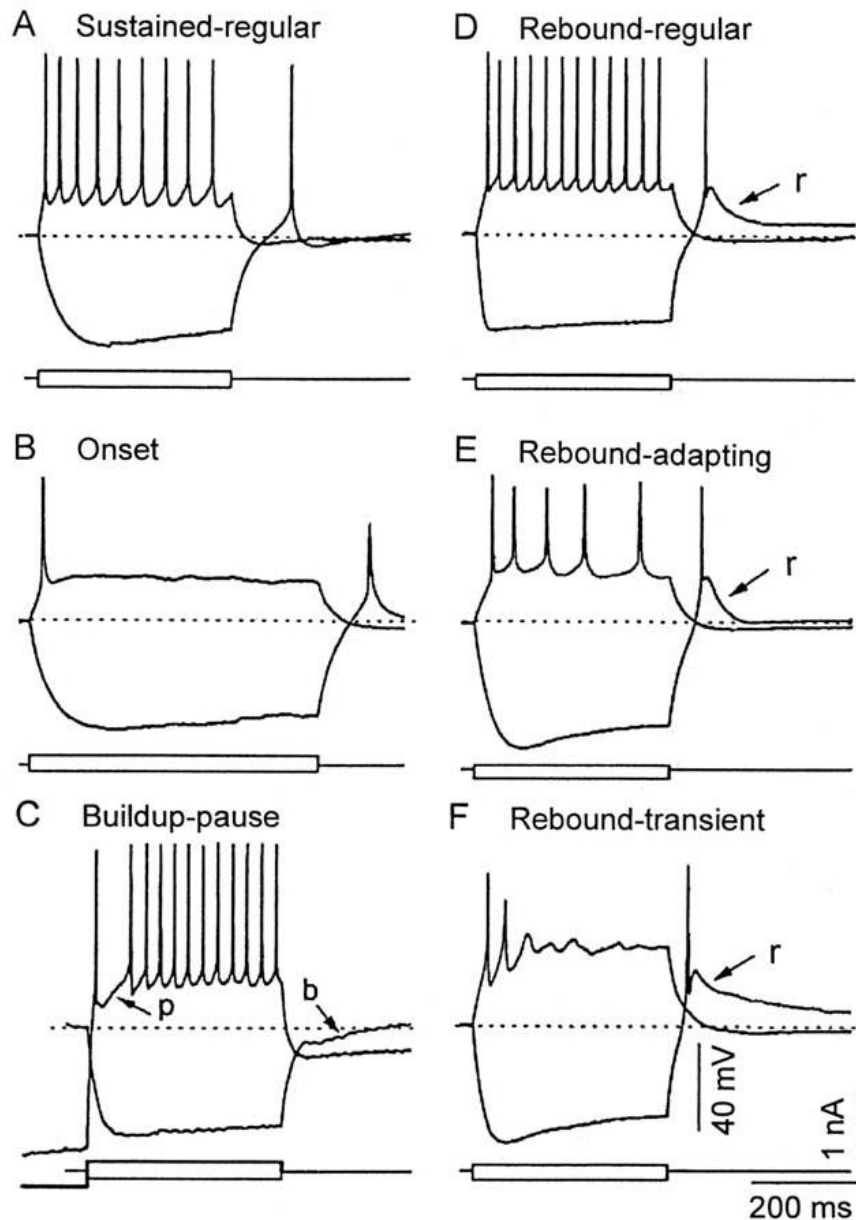 A Sustained-regular
D Rebound-regular
r
B Onset
E Rebound-adapting
r
C Buildup-pause
p
b
F Rebound-transient
r
40 mV
1 nA
200 ms